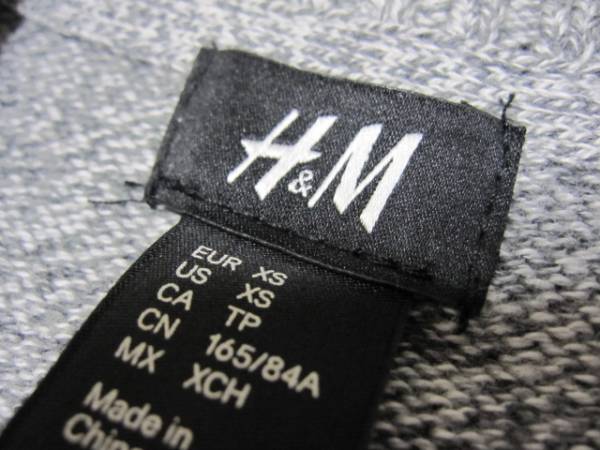 H&M
EUR XS
US XS
CA TP
CN 165/84A
MX XCH
Made in
China